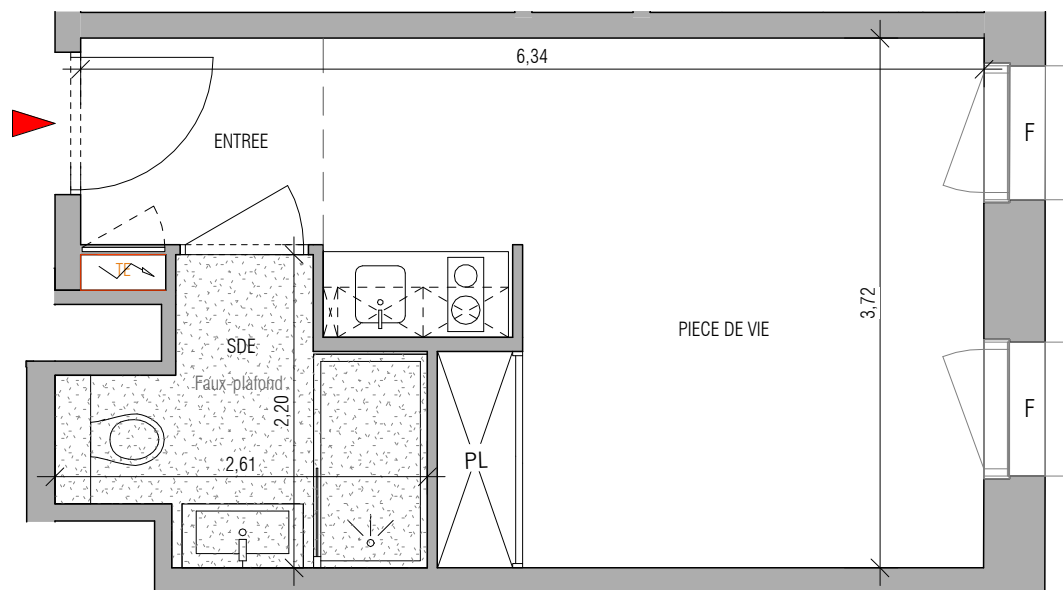 6,34
F
ENTREE
TE
3,72
PIECE DE VIE
SDE
Faux-plafond
2,20
F
2,61
PL